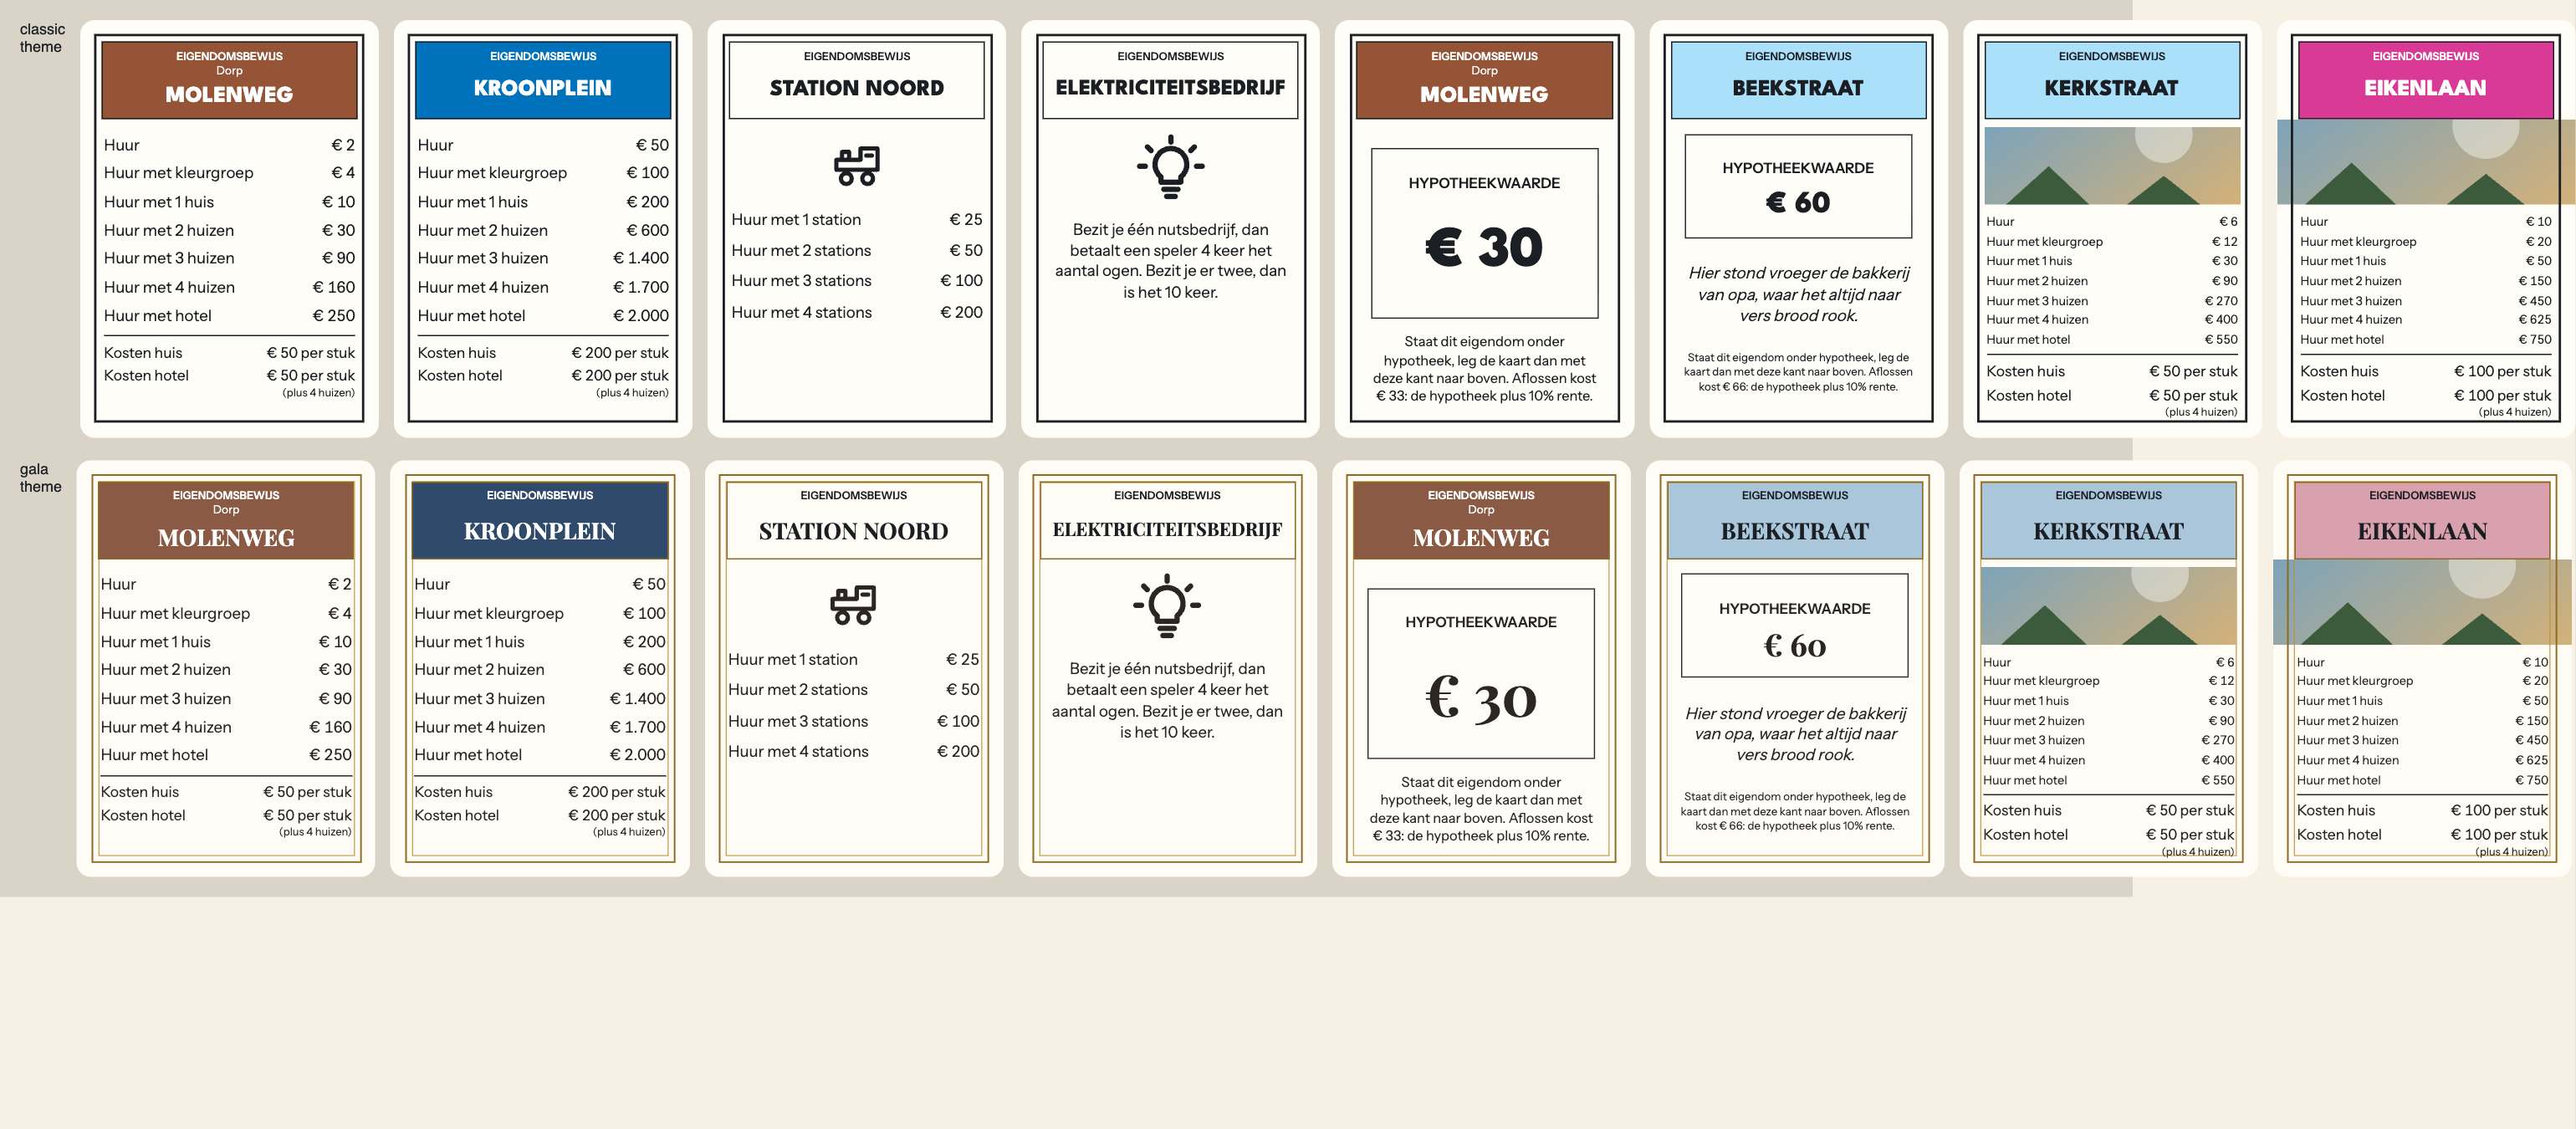 classic
theme
EIGENDOMSBEWIJS
Dorp
MOLENWEG
Huur € 2
Huur met kleurgroep € 4
Huur met 1 huis € 10
Huur met 2 huizen € 30
Huur met 3 huizen € 90
Huur met 4 huizen € 160
Huur met hotel € 250
Kosten huis € 50 per stuk
Kosten hotel € 50 per stuk
(plus 4 huizen)
EIGENDOMSBEWIJS
KROONPLEIN
Huur € 50
Huur met kleurgroep € 100
Huur met 1 huis € 200
Huur met 2 huizen € 600
Huur met 3 huizen € 1.400
Huur met 4 huizen € 1.700
Huur met hotel € 2.000
Kosten huis € 200 per stuk
Kosten hotel € 200 per stuk
(plus 4 huizen)
EIGENDOMSBEWIJS
STATION NOORD
Huur met 1 station € 25
Huur met 2 stations € 50
Huur met 3 stations € 100
Huur met 4 stations € 200
EIGENDOMSBEWIJS
ELEKTRICITEITSBEDRIJF
Bezit je één nutsbedrijf, dan
betaalt een speler 4 keer het
aantal ogen. Bezit je er twee, dan
is het 10 keer.
EIGENDOMSBEWIJS
Dorp
MOLENWEG
HYPOTHEEKWAARDE
€ 30
Staat dit eigendom onder
hypotheek, leg de kaart dan met
deze kant naar boven. Aflossen kost
€ 33: de hypotheek plus 10% rente.
EIGENDOMSBEWIJS
BEEKSTRAAT
HYPOTHEEKWAARDE
€ 60
Hier stond vroeger de bakkerij
van opa, waar het altijd naar
vers brood rook.
Staat dit eigendom onder hypotheek, leg de
kaart dan met deze kant naar boven. Aflossen
kost € 66: de hypotheek plus 10% rente.
EIGENDOMSBEWIJS
KERKSTRAAT
Huur € 6
Huur met kleurgroep € 12
Huur met 1 huis € 30
Huur met 2 huizen € 90
Huur met 3 huizen € 270
Huur met 4 huizen € 400
Huur met hotel € 550
Kosten huis € 50 per stuk
Kosten hotel € 50 per stuk
(plus 4 huizen)
EIGENDOMSBEWIJS
EIKENLAAN
Huur € 10
Huur met kleurgroep € 20
Huur met 1 huis € 50
Huur met 2 huizen € 150
Huur met 3 huizen € 450
Huur met 4 huizen € 625
Huur met hotel € 750
Kosten huis € 100 per stuk
Kosten hotel € 100 per stuk
(plus 4 huizen)
gala
theme
EIGENDOMSBEWIJS
Dorp
MOLENWEG
Huur € 2
Huur met kleurgroep € 4
Huur met 1 huis € 10
Huur met 2 huizen € 30
Huur met 3 huizen € 90
Huur met 4 huizen € 160
Huur met hotel € 250
Kosten huis € 50 per stuk
Kosten hotel € 50 per stuk
(plus 4 huizen)
EIGENDOMSBEWIJS
KROONPLEIN
Huur € 50
Huur met kleurgroep € 100
Huur met 1 huis € 200
Huur met 2 huizen € 600
Huur met 3 huizen € 1.400
Huur met 4 huizen € 1.700
Huur met hotel € 2.000
Kosten huis € 200 per stuk
Kosten hotel € 200 per stuk
(plus 4 huizen)
EIGENDOMSBEWIJS
STATION NOORD
Huur met 1 station € 25
Huur met 2 stations € 50
Huur met 3 stations € 100
Huur met 4 stations € 200
EIGENDOMSBEWIJS
ELEKTRICITEITSBEDRIJF
Bezit je één nutsbedrijf, dan
betaalt een speler 4 keer het
aantal ogen. Bezit je er twee, dan
is het 10 keer.
EIGENDOMSBEWIJS
Dorp
MOLENWEG
HYPOTHEEKWAARDE
€ 30
Staat dit eigendom onder
hypotheek, leg de kaart dan met
deze kant naar boven. Aflossen kost
€ 33: de hypotheek plus 10% rente.
EIGENDOMSBEWIJS
BEEKSTRAAT
HYPOTHEEKWAARDE
€ 60
Hier stond vroeger de bakkerij
van opa, waar het altijd naar
vers brood rook.
Staat dit eigendom onder hypotheek, leg de
kaart dan met deze kant naar boven. Aflossen
kost € 66: de hypotheek plus 10% rente.
EIGENDOMSBEWIJS
KERKSTRAAT
Huur € 6
Huur met kleurgroep € 12
Huur met 1 huis € 30
Huur met 2 huizen € 90
Huur met 3 huizen € 270
Huur met 4 huizen € 400
Huur met hotel € 550
Kosten huis € 50 per stuk
Kosten hotel € 50 per stuk
(plus 4 huizen)
EIGENDOMSBEWIJS
EIKENLAAN
Huur € 10
Huur met kleurgroep € 20
Huur met 1 huis € 50
Huur met 2 huizen € 150
Huur met 3 huizen € 450
Huur met 4 huizen € 625
Huur met hotel € 750
Kosten huis € 100 per stuk
Kosten hotel € 100 per stuk
(plus 4 huizen)